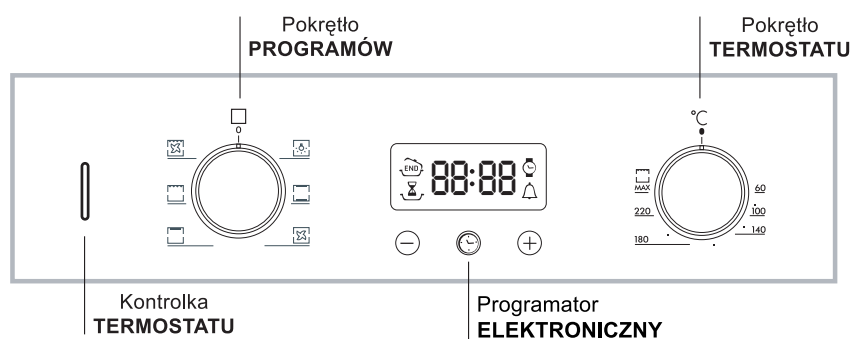 Pokrętło
PROGRAMÓW
Pokrętło
TERMOSTATU
0
END
88:88
°C
MAX
60
220
100
140
180
Kontrolka
TERMOSTATU
Programator
ELEKTRONICZNY